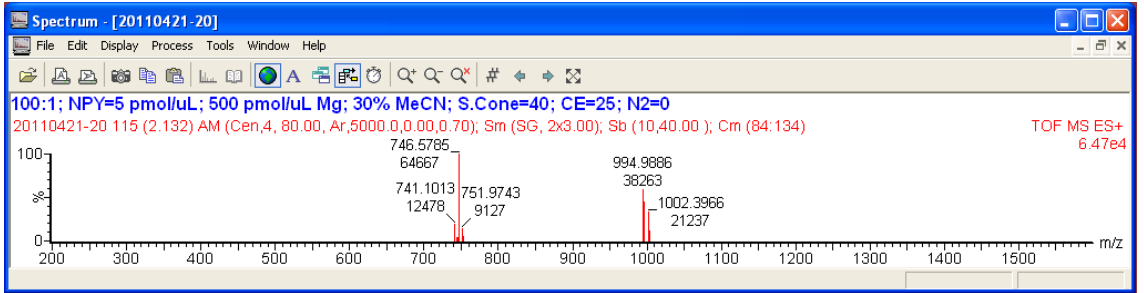 Spectrum - [20110421-20]
File Edit Display Process Tools Window Help
100:1; NPY=5 pmol/uL; 500 pmol/uL Mg; 30% MeCN; S.Cone=40; CE=25; N2=0
20110421-20 115 (2.132) AM (Cen,4, 80.00, Ar,5000.0,0.00,0.70); Sm (SG, 2x3.00); Sb (10,40.00 ); Cm (84:134)
TOF MS ES+
6.47e4
100
%
0
746.5785
64667
741.1013
12478
751.9743
9127
994.9886
38263
1002.3966
21237
200 300 400 500 600 700 800 900 1000 1100 1200 1300 1400 1500
m/z